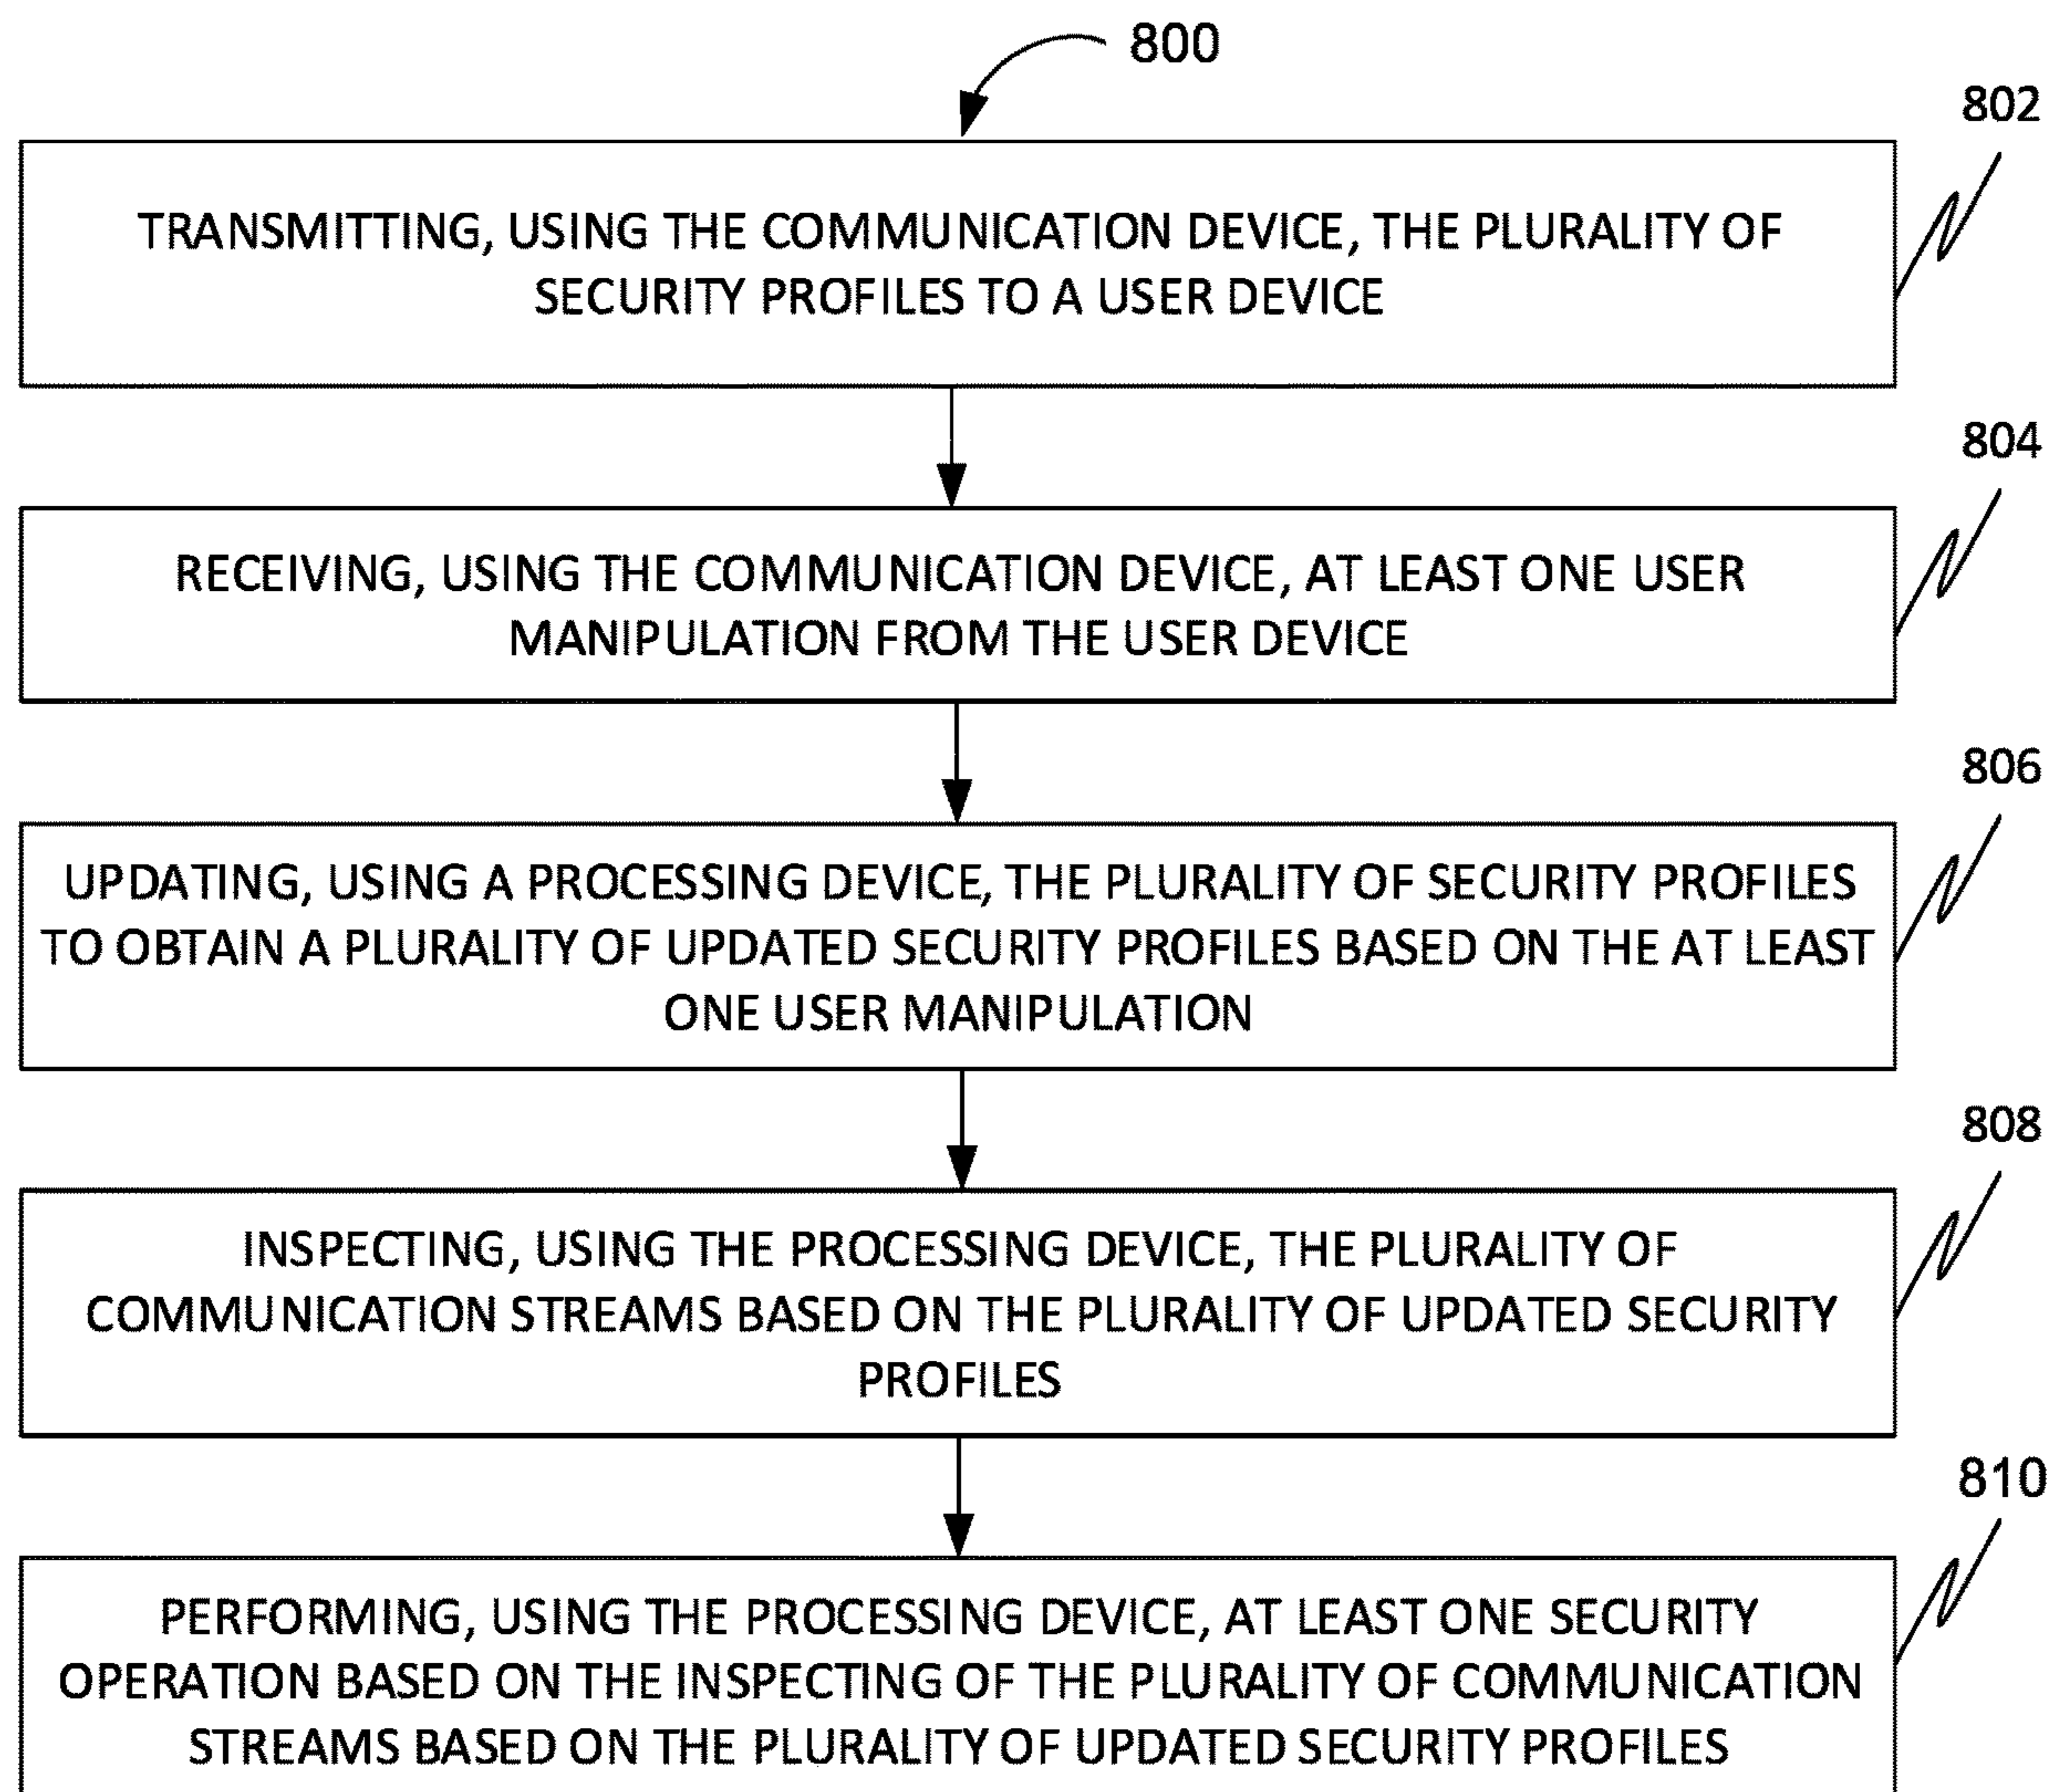 800
802
TRANSMITTING, USING THE COMMUNICATION DEVICE, THE PLURALITY OF
SECURITY PROFILES TO A USER DEVICE
804
RECEIVING, USING THE COMMUNICATION DEVICE, AT LEAST ONE USER
MANIPULATION FROM THE USER DEVICE
806
UPDATING, USING A PROCESSING DEVICE, THE PLURALITY OF SECURITY PROFILES
TO OBTAIN A PLURALITY OF UPDATED SECURITY PROFILES BASED ON THE AT LEAST
ONE USER MANIPULATION
808
INSPECTING, USING THE PROCESSING DEVICE, THE PLURALITY OF
COMMUNICATION STREAMS BASED ON THE PLURALITY OF UPDATED SECURITY
PROFILES
810
PERFORMING, USING THE PROCESSING DEVICE, AT LEAST ONE SECURITY
OPERATION BASED ON THE INSPECTING OF THE PLURALITY OF COMMUNICATION
STREAMS BASED ON THE PLURALITY OF UPDATED SECURITY PROFILES